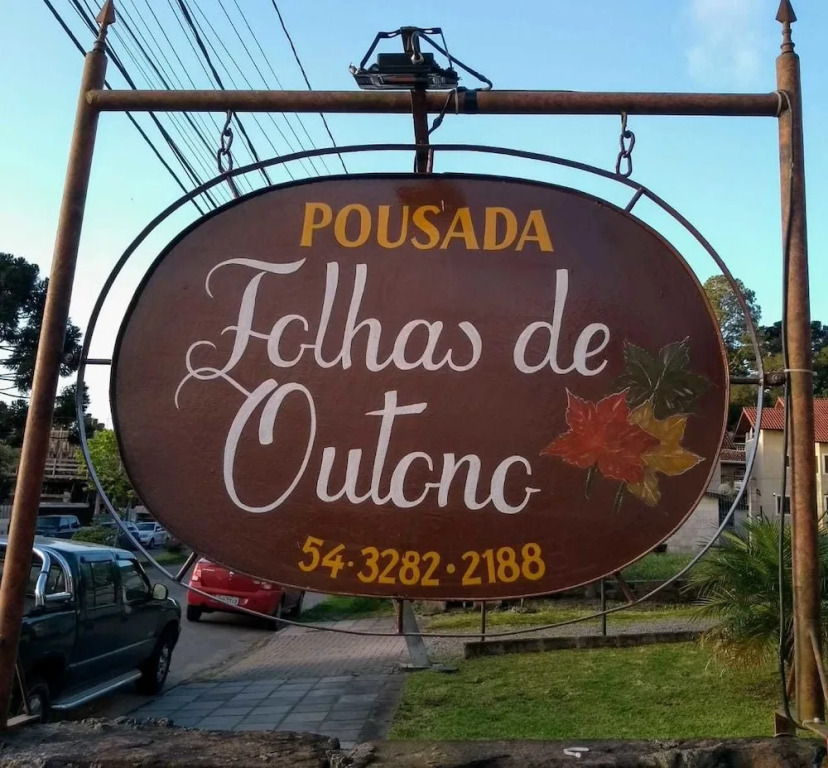 POUSADA
Folhas de
Outono
54·3282·2188